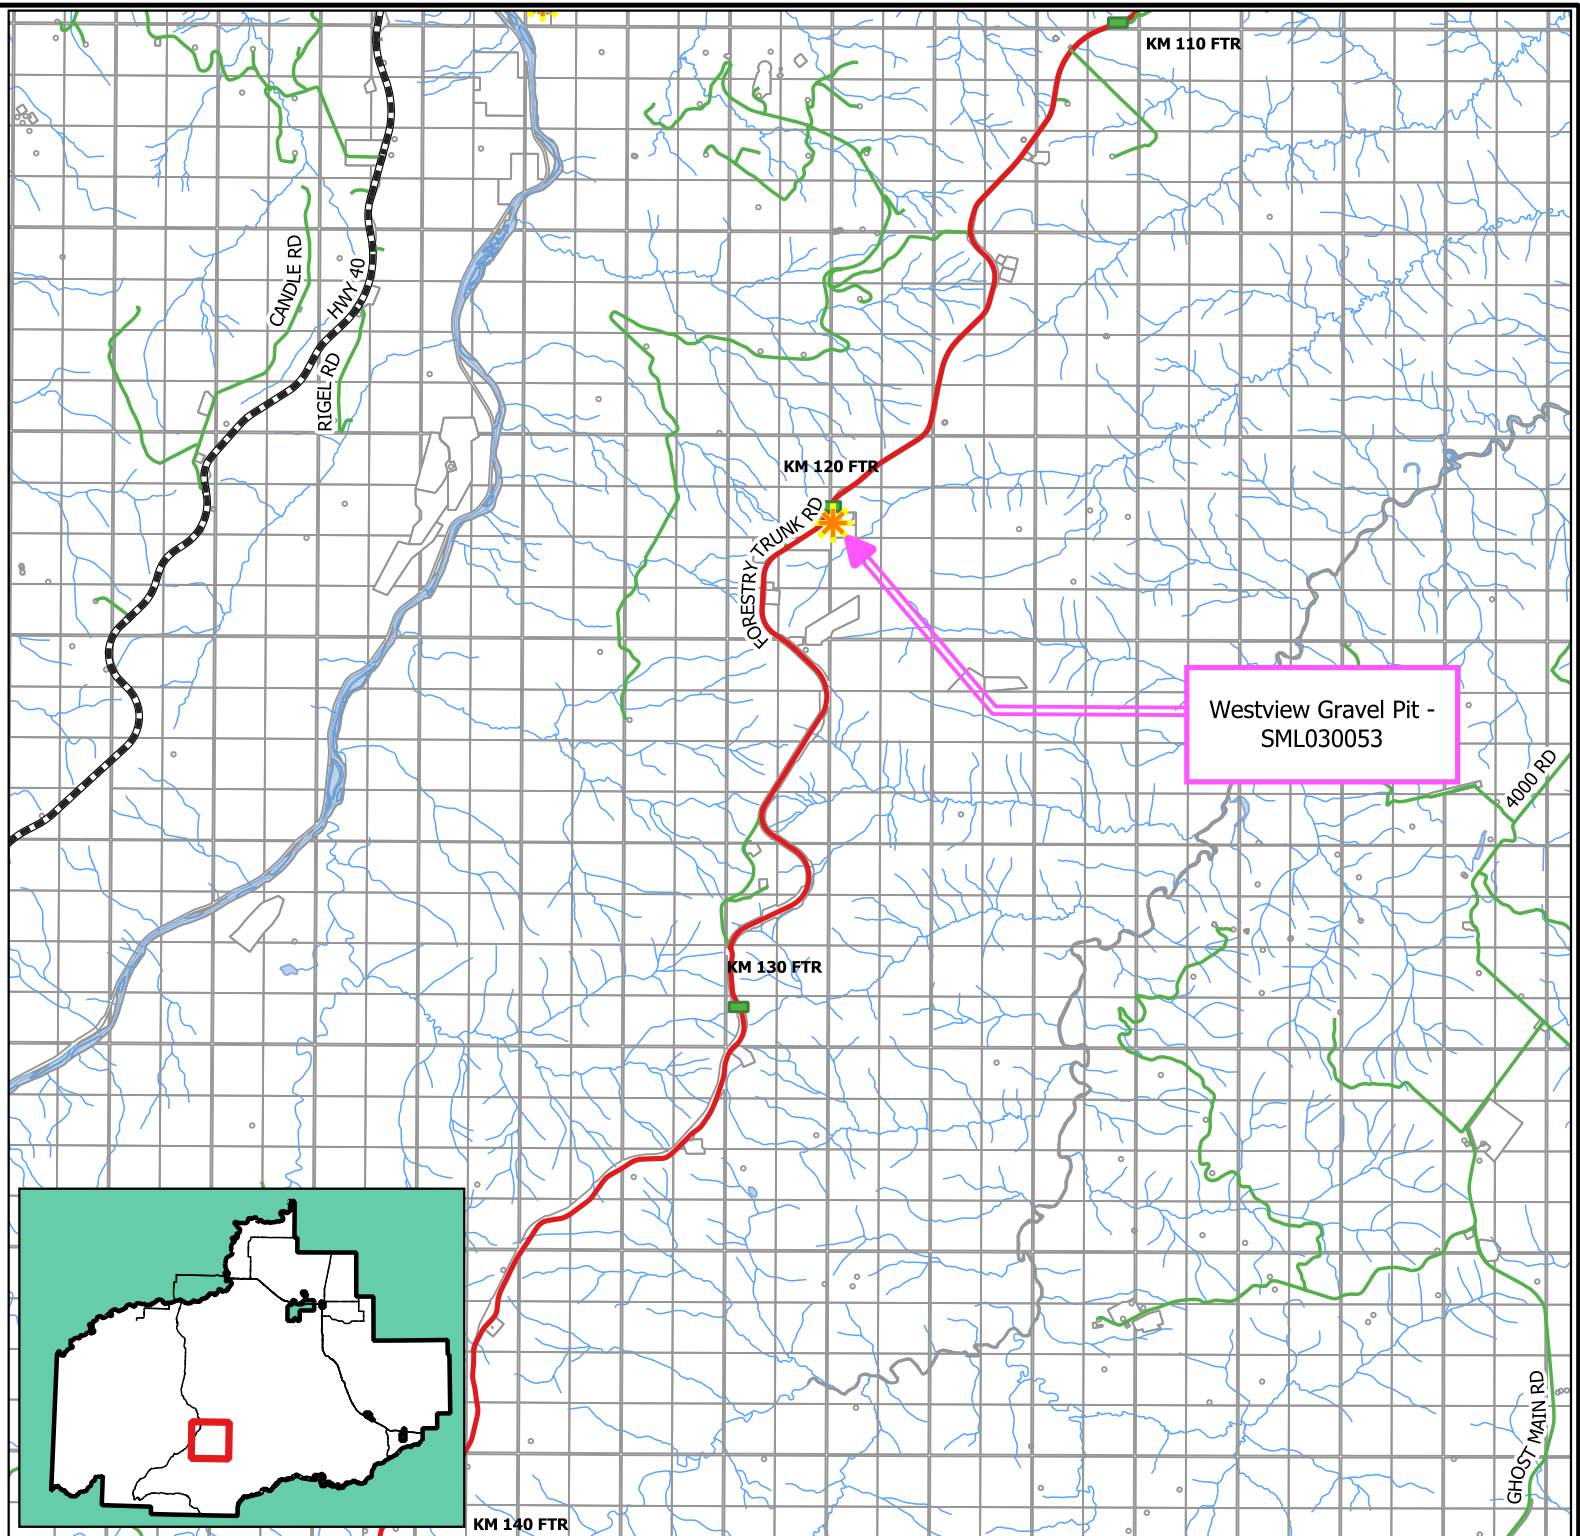 KM 110 FTR
CANDLE RD
HWY 40
RIGEL RD
KM 120 FTR
FORESTRY TRUNK RD
Westview Gravel Pit -
SML030053
4000 RD
KM 130 FTR
GHOST MAIN RD
KM 140 FTR